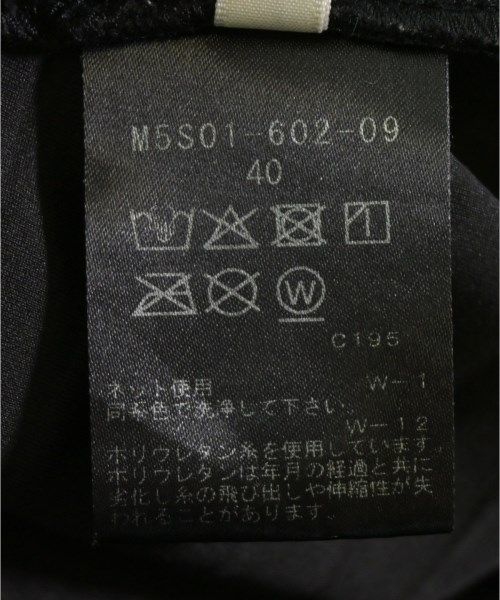 M5S01-602-09
40
W
C195
ネット使用 W-1
同系色で洗浄して下さい。
W-12
ポリウレタン糸を使用しています。
ポリウレタンは年月の経過と共に
劣化し糸の飛び出しや伸縮性が失
われることがあります。